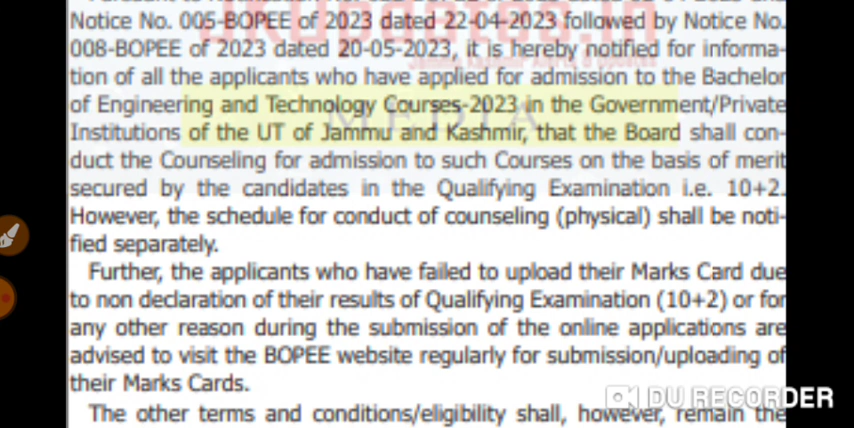 Notice No. 005-BOPEE of 2023 dated 22-04-2023 followed by Notice No.
008-BOPEE of 2023 dated 20-05-2023, it is hereby notified for informa-
tion of all the applicants who have applied for admission to the Bachelor
of Engineering and Technology Courses-2023 in the Government/Private
Institutions of the UT of Jammu and Kashmir, that the Board shall con-
duct the Counseling for admission to such Courses on the basis of merit
secured by the candidates in the Qualifying Examination i.e. 10+2.
However, the schedule for conduct of counseling (physical) shall be noti-
fied separately.
Further, the applicants who have failed to upload their Marks Card due
to non declaration of their results of Qualifying Examination (10+2) or for
any other reason during the submission of the online applications are
advised to visit the BOPEE website regularly for submission/uploading of
their Marks Cards.
DU RECORDER
The other terms and conditions/eligibility shall, however, remain the
MEDIA